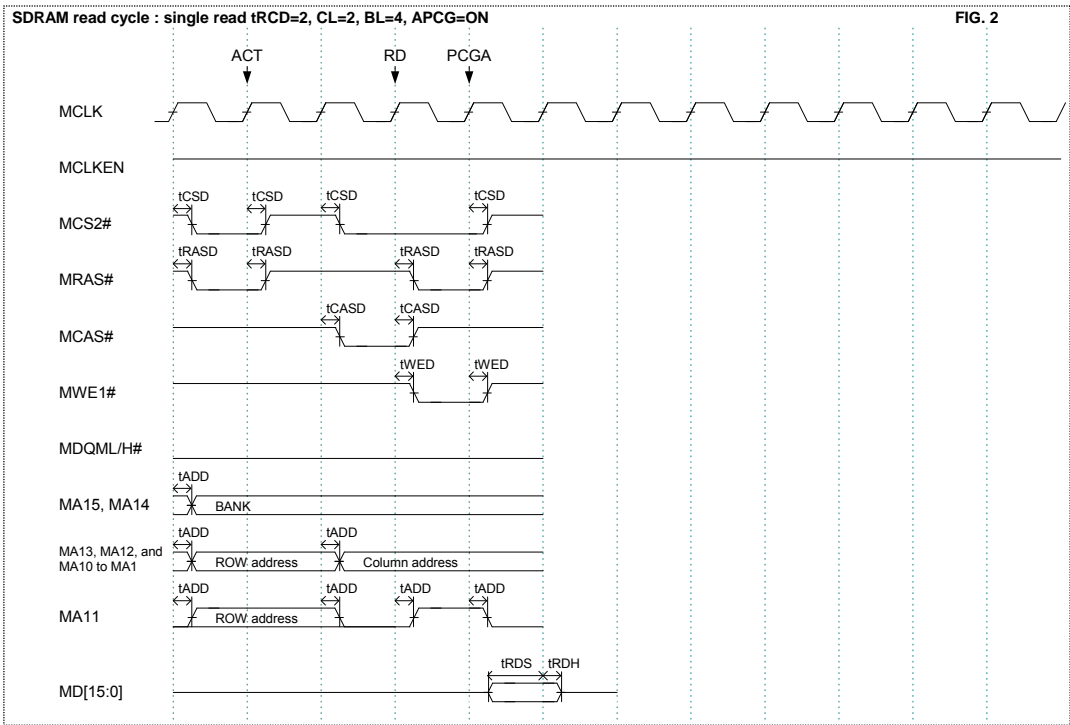 SDRAM read cycle : single read tRCD=2, CL=2, BL=4, APCG=ON FIG. 2
ACT RD PCGA
MCLK
MCLKEN
tCSD tCSD tCSD tCSD
MCS2#
tRASD tRASD tRASD tRASD
MRAS#
tCASD tCASD
MCAS#
tWED tWED
MWE1#
MDQML/H#
tADD
MA15, MA14 BANK
tADD tADD
MA13, MA12, and
MA10 to MA1 ROW address Column address
tADD tADD tADD tADD
MA11 ROW address
tRDS tRDH
MD[15:0]